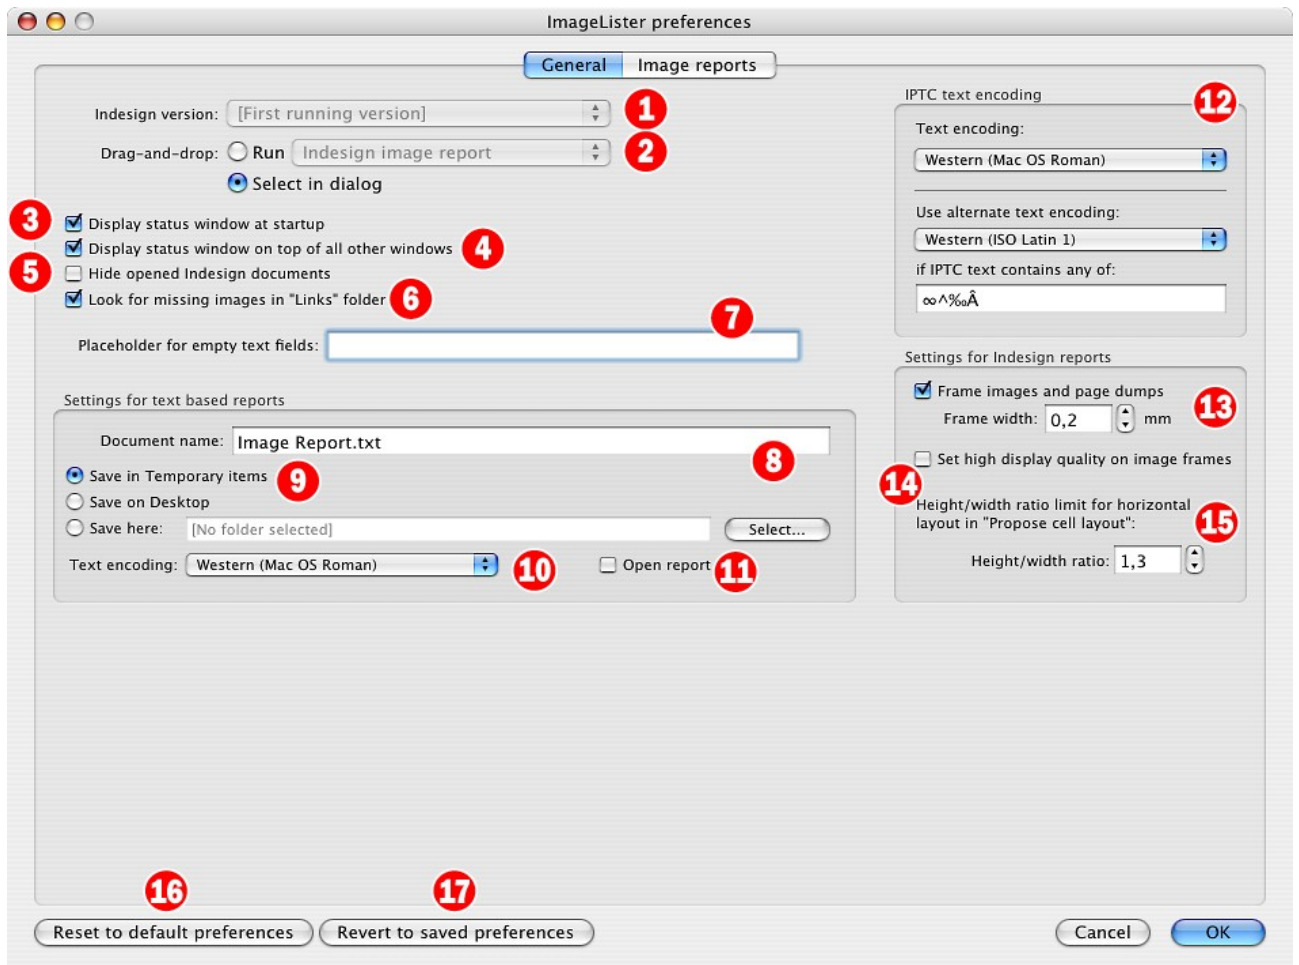 ImageLister preferences
General Image reports
Indesign version: [First running version] 1
Drag-and-drop: Run Indesign image report 2
Select in dialog
3 Display status window at startup
Display status window on top of all other windows 4
5 Hide opened Indesign documents
Look for missing images in "Links" folder 6
7
Placeholder for empty text fields:
Settings for text based reports
Document name: Image Report.txt
8
Save in Temporary items 9
Save on Desktop
Save here: [No folder selected] Select...
Text encoding: Western (Mac OS Roman) 10 Open report 11
IPTC text encoding 12
Text encoding:
Western (Mac OS Roman)
Use alternate text encoding:
Western (ISO Latin 1)
if IPTC text contains any of:
∞^‰Â
Settings for Indesign reports
Frame images and page dumps
13
Frame width: 0,2 mm
Set high display quality on image frames
14
Height/width ratio limit for horizontal
layout in "Propose cell layout": 15
Height/width ratio: 1,3
16 17
Reset to default preferences Revert to saved preferences Cancel OK